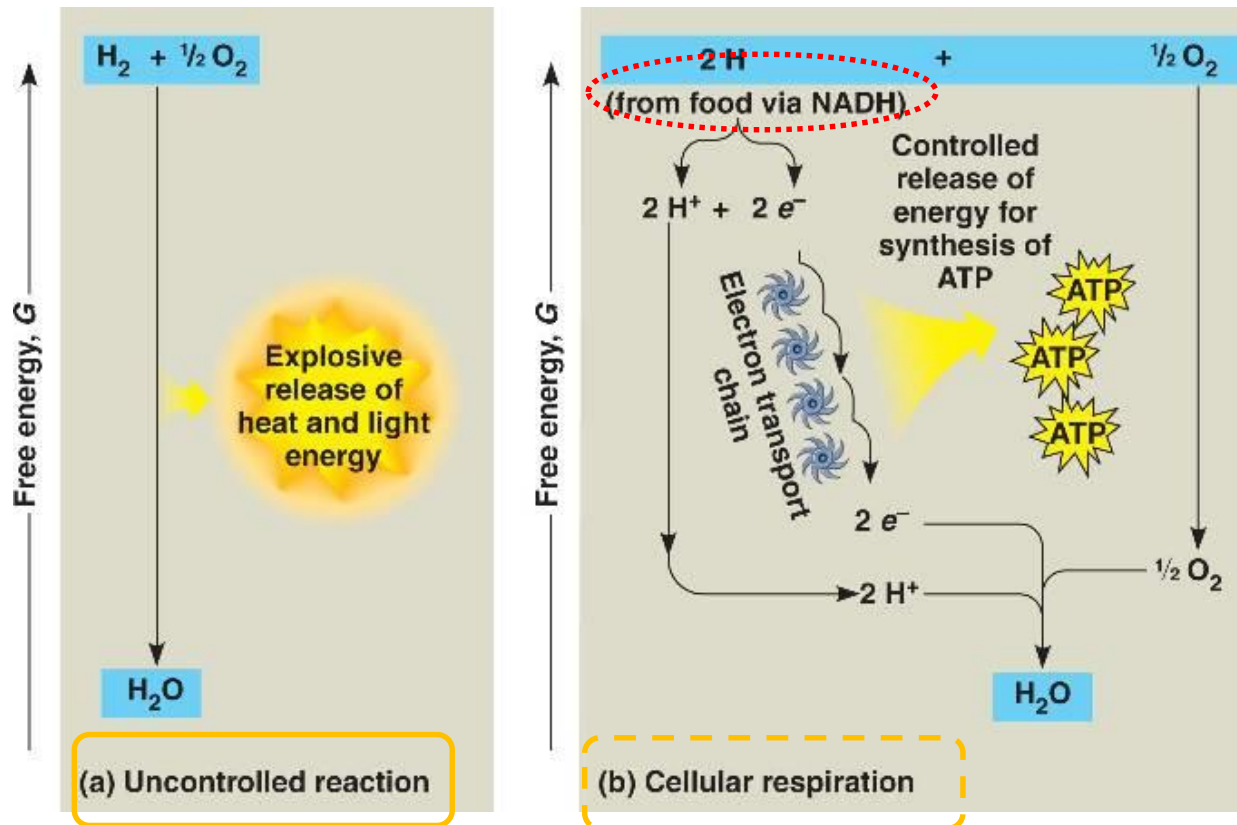 Free energy, G
H₂ + ½ O₂
Explosive
release of
heat and light
energy
H₂O
(a) Uncontrolled reaction
Free energy, G
2 H + ½ O₂
(from food via NADH)
2 H⁺ + 2 e⁻
Controlled
release of
energy for
synthesis of
ATP
Electron transport
chain
ATP
ATP
ATP
2 e⁻
½ O₂
2 H⁺
H₂O
(b) Cellular respiration